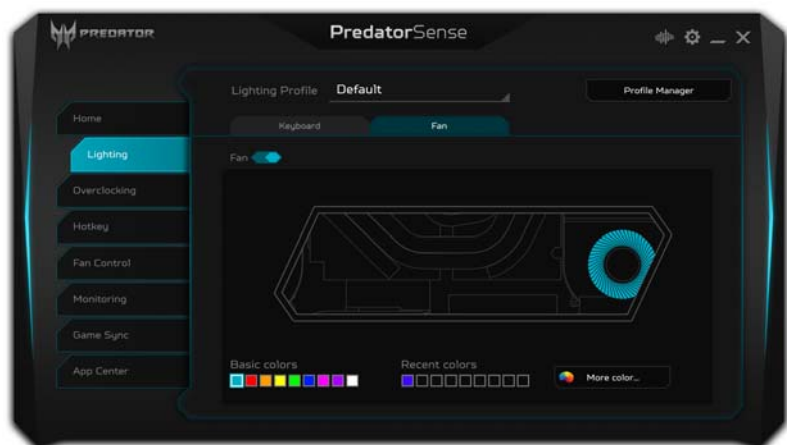 PREDATOR
PredatorSense
Lighting Profile Default
Profile Manager
Home
Lighting
Overclocking
Hotkey
Fan Control
Monitoring
Game Sync
App Center
Keyboard
Fan
Fan
Basic colors
Recent colors
More color...